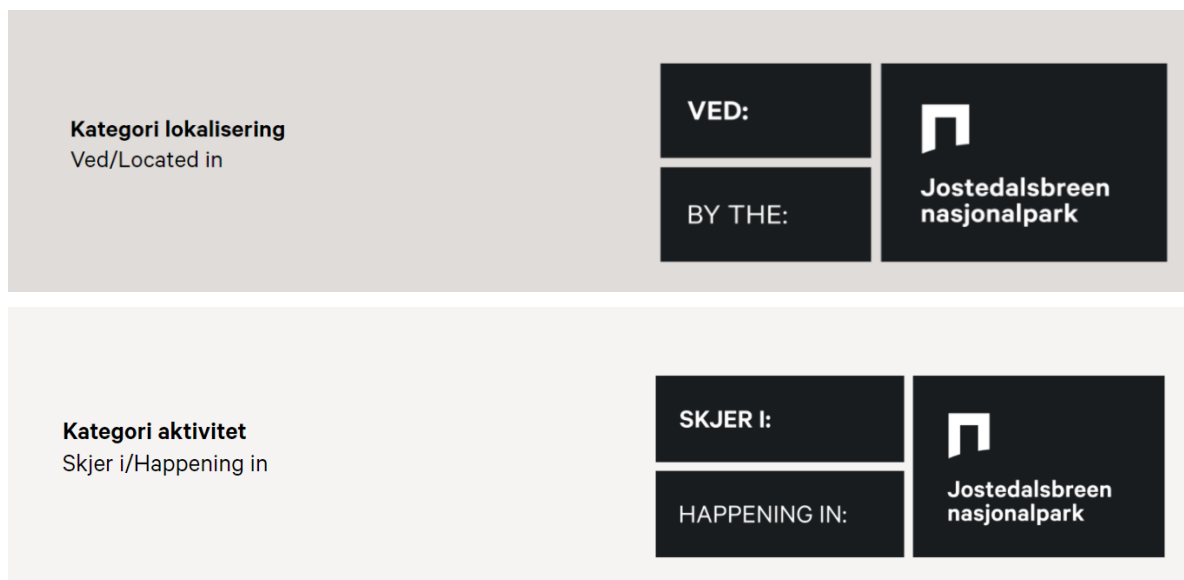 Kategori lokalisering
Ved/Located in
VED:
BY THE:
Jostedalsbreen
nasjonalpark
Kategori aktivitet
Skjer i/Happening in
SKJER I:
HAPPENING IN:
Jostedalsbreen
nasjonalpark